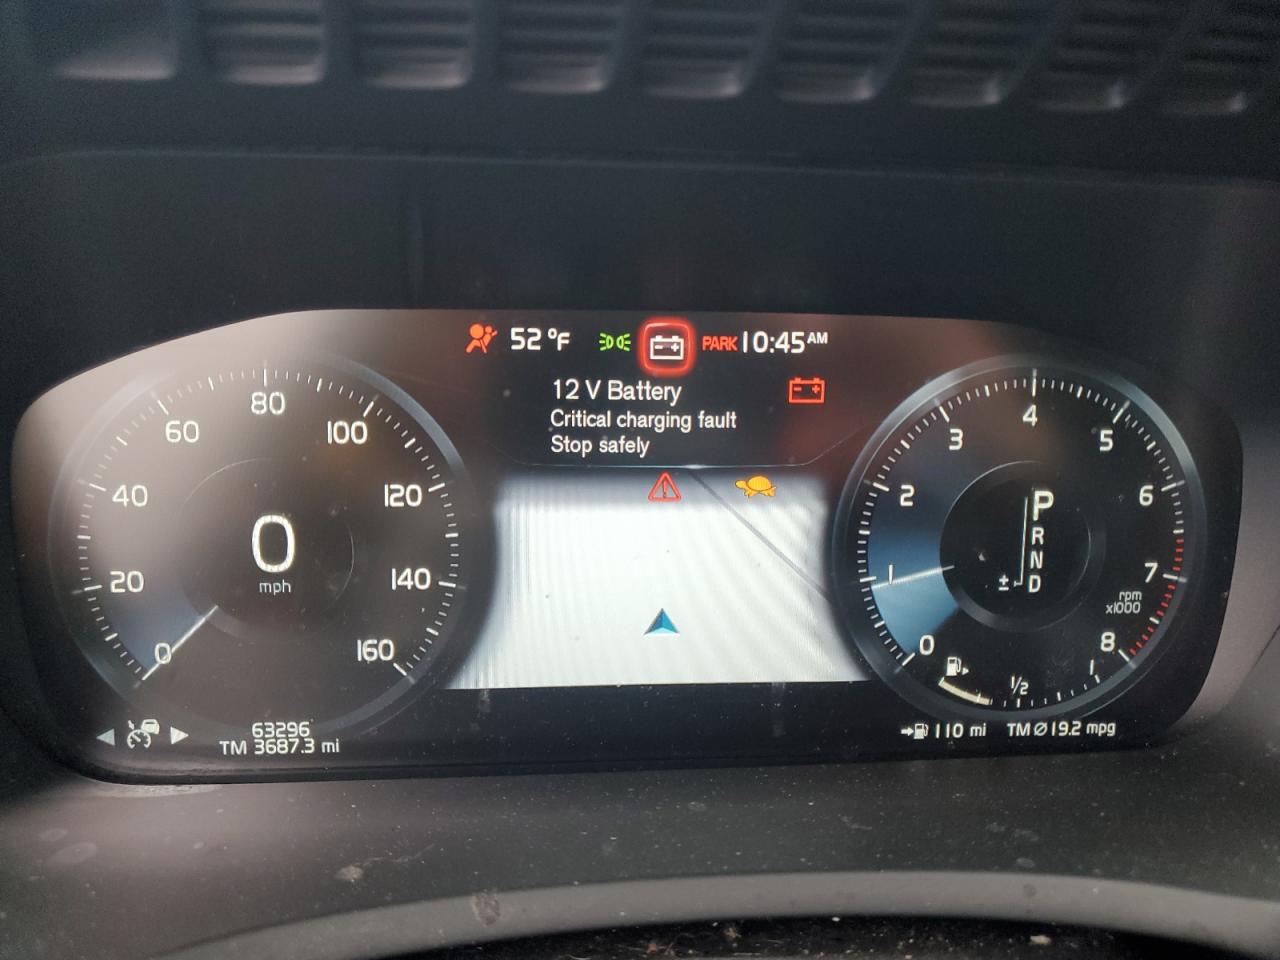 52 °F
PARK 10:45 AM
12 V Battery
Critical charging fault
Stop safely
0
20
40
60
80
100
120
140
160
0
mph
63296
TM 3687.3 mi
0
1
2
3
4
5
6
7
8
rpm
x1000
P
R
N
D
±
1/2
1
110 mi
TM Ø 19.2 mpg